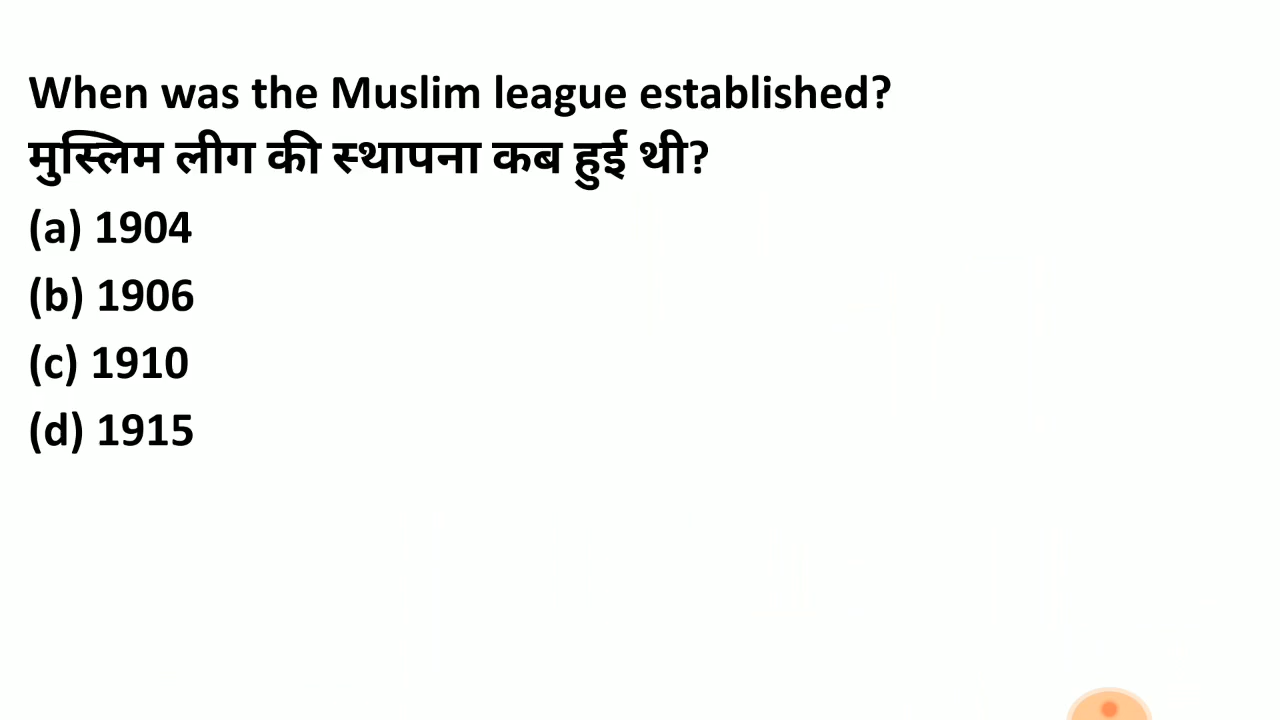 When was the Muslim league established?
मुस्लिम लीग की स्थापना कब हुई थी?
(a) 1904
(b) 1906
(c) 1910
(d) 1915